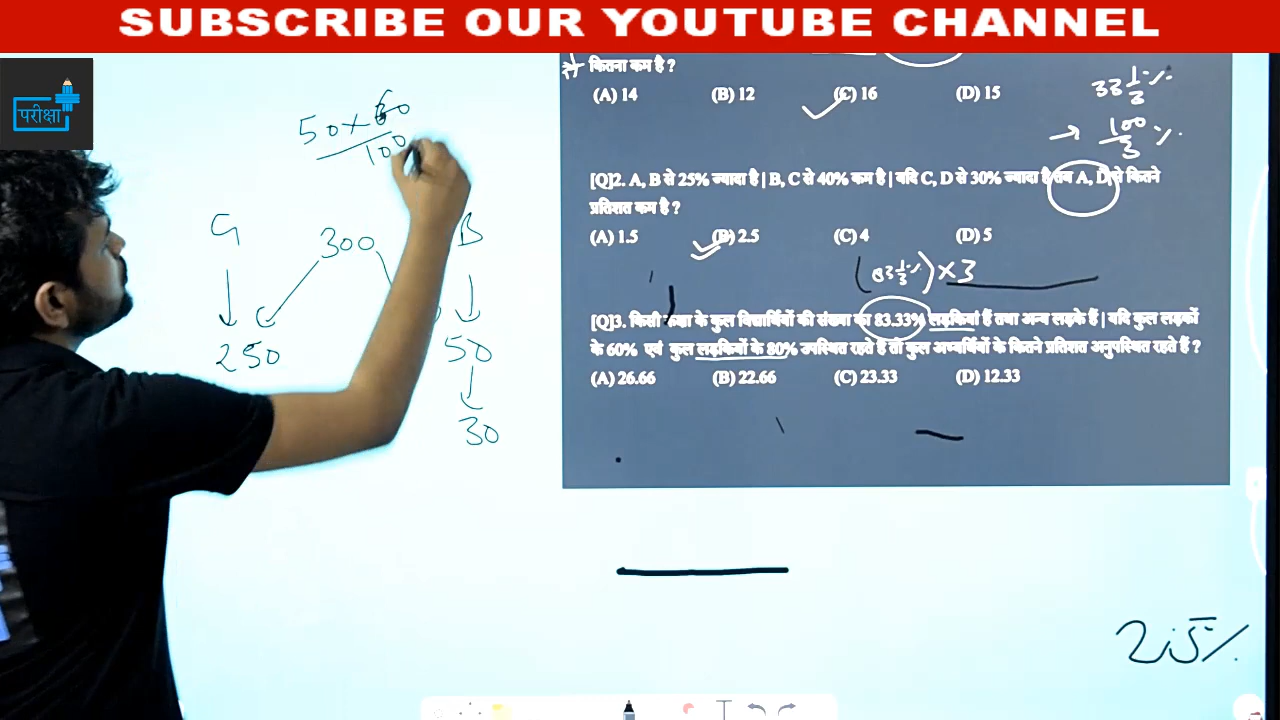 SUBSCRIBE OUR YOUTUBE CHANNEL
परीक्षा
कितना कम है ?
(A) 14 (B) 12 (C) 16 (D) 15
33 1/3 %
→ 100/3 %
[Q]2. A, B से 25% ज्यादा है | B, C से 40% कम है | यदि C, D से 30% ज्यादा है तब A, D से कितने
प्रतिशत कम है ?
(A) 1.5 (B) 2.5 (C) 4 (D) 5
(83 1/3 %) × 3
[Q]3. किसी कक्षा के कुल विद्यार्थियों की संख्या का 83.33% लड़कियां हैं तथा अन्य लड़के हैं | यदि कुल लड़कों
के 60% एवं कुल लड़कियों के 80% उपस्थित रहते हैं तो कुल अभ्यर्थियों के कितने प्रतिशत अनुपस्थित रहते हैं ?
(A) 26.66 (B) 22.66 (C) 23.33 (D) 12.33
50 × 60
100
G 300 B
250 50
30
2.5%